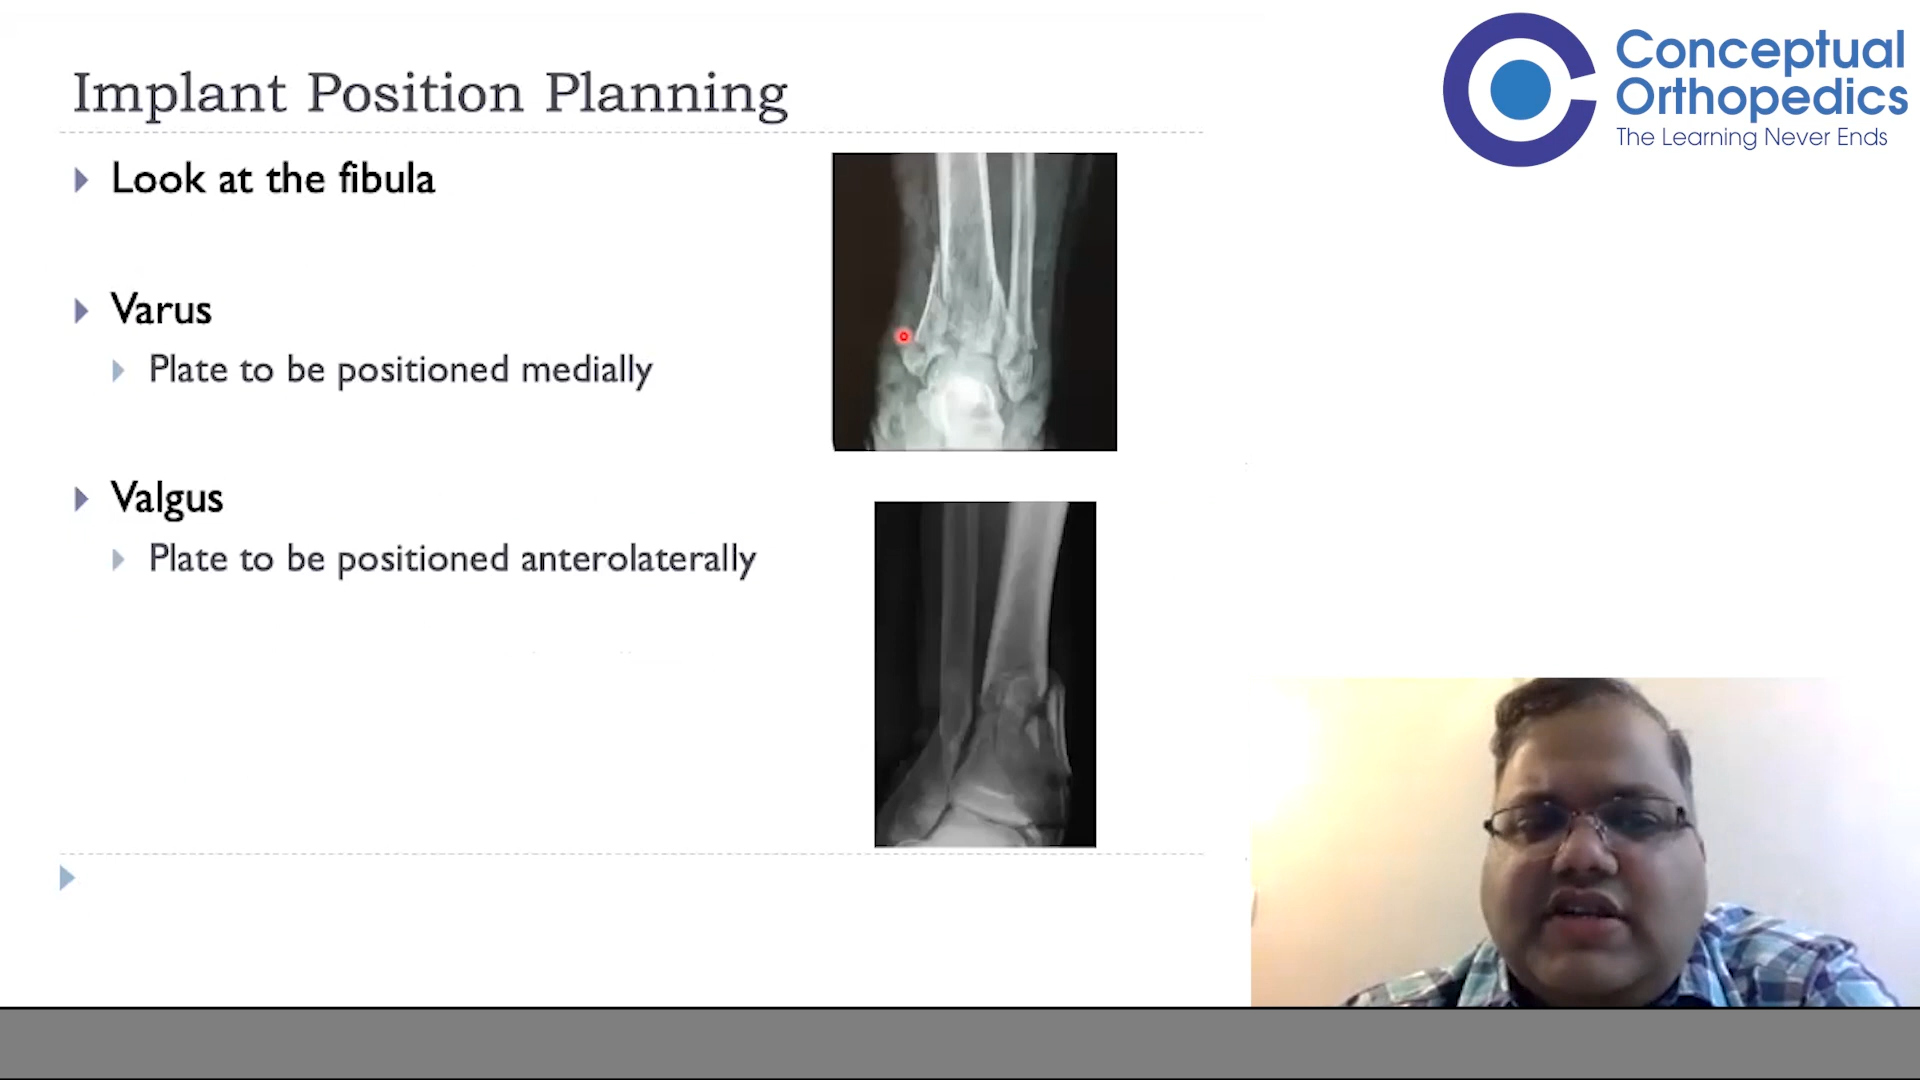 Implant Position Planning
Look at the fibula
Varus
Plate to be positioned medially
Valgus
Plate to be positioned anterolaterally
Conceptual
Orthopedics
The Learning Never Ends